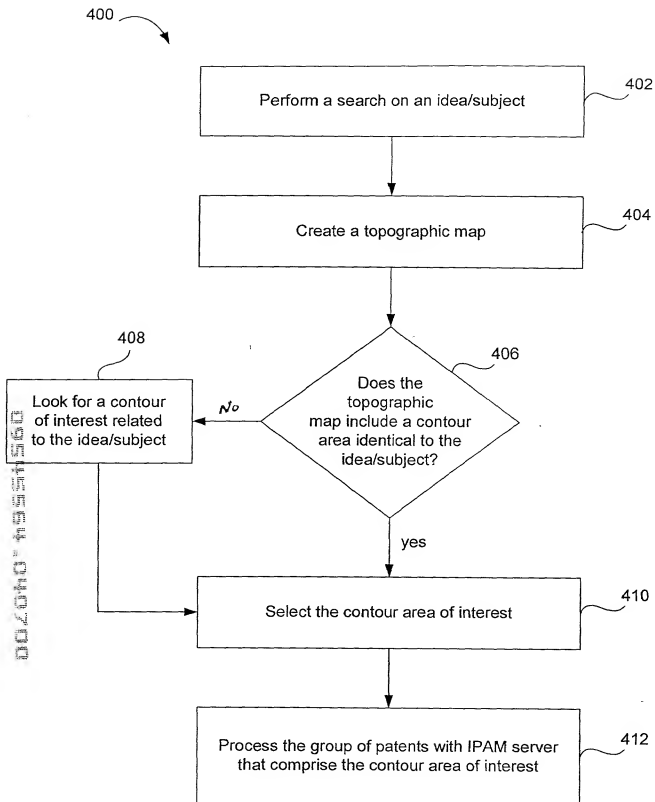 400
Perform a search on an idea/subject
402
Create a topographic map
404
408
406
Does the
topographic
map include a contour
area identical to the
idea/subject?
No
Look for a contour
of interest related
to the idea/subject
yes
Select the contour area of interest
410
Process the group of patents with IPAM server
that comprise the contour area of interest
412